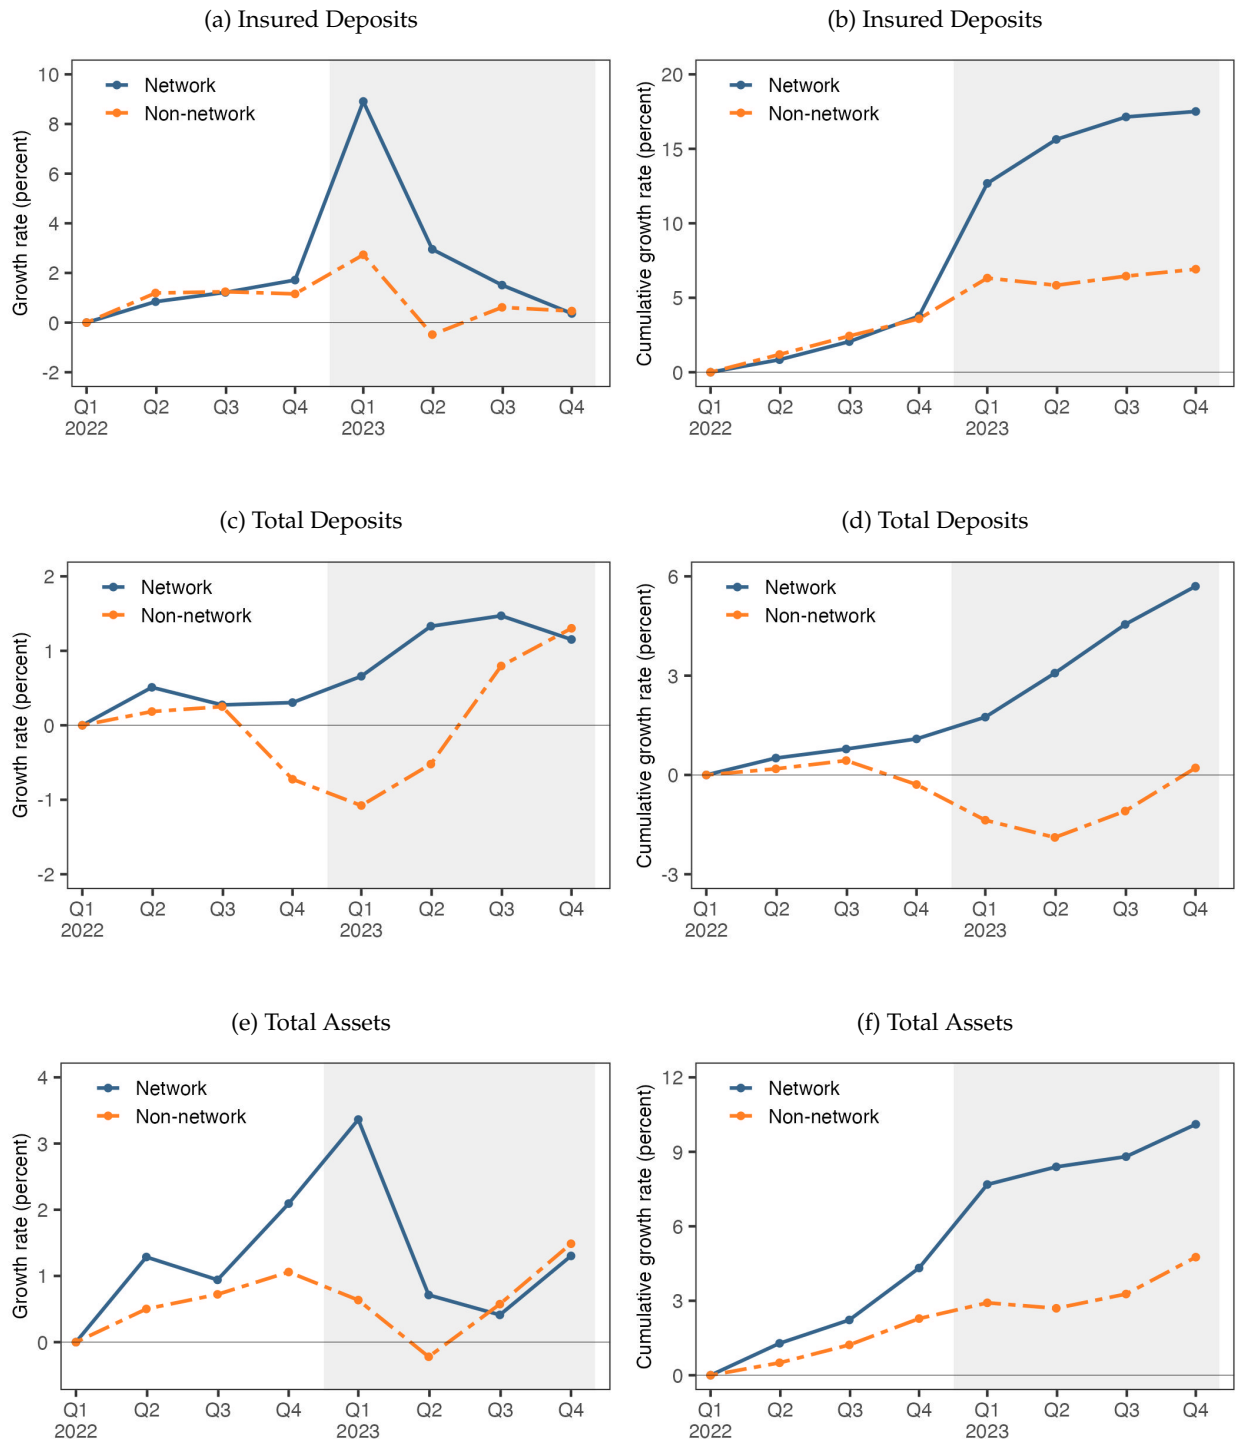 (a) Insured Deposits
Growth rate (percent)
10
8
6
4
2
0
-2
Network
Non-network
Q1 Q2 Q3 Q4 Q1 Q2 Q3 Q4
2022 2023
(b) Insured Deposits
Cumulative growth rate (percent)
20
15
10
5
0
Network
Non-network
Q1 Q2 Q3 Q4 Q1 Q2 Q3 Q4
2022 2023
(c) Total Deposits
Growth rate (percent)
2
1
0
-1
-2
Network
Non-network
Q1 Q2 Q3 Q4 Q1 Q2 Q3 Q4
2022 2023
(d) Total Deposits
Cumulative growth rate (percent)
6
3
0
-3
Network
Non-network
Q1 Q2 Q3 Q4 Q1 Q2 Q3 Q4
2022 2023
(e) Total Assets
Growth rate (percent)
4
3
2
1
0
Network
Non-network
Q1 Q2 Q3 Q4 Q1 Q2 Q3 Q4
2022 2023
(f) Total Assets
Cumulative growth rate (percent)
12
9
6
3
0
Network
Non-network
Q1 Q2 Q3 Q4 Q1 Q2 Q3 Q4
2022 2023